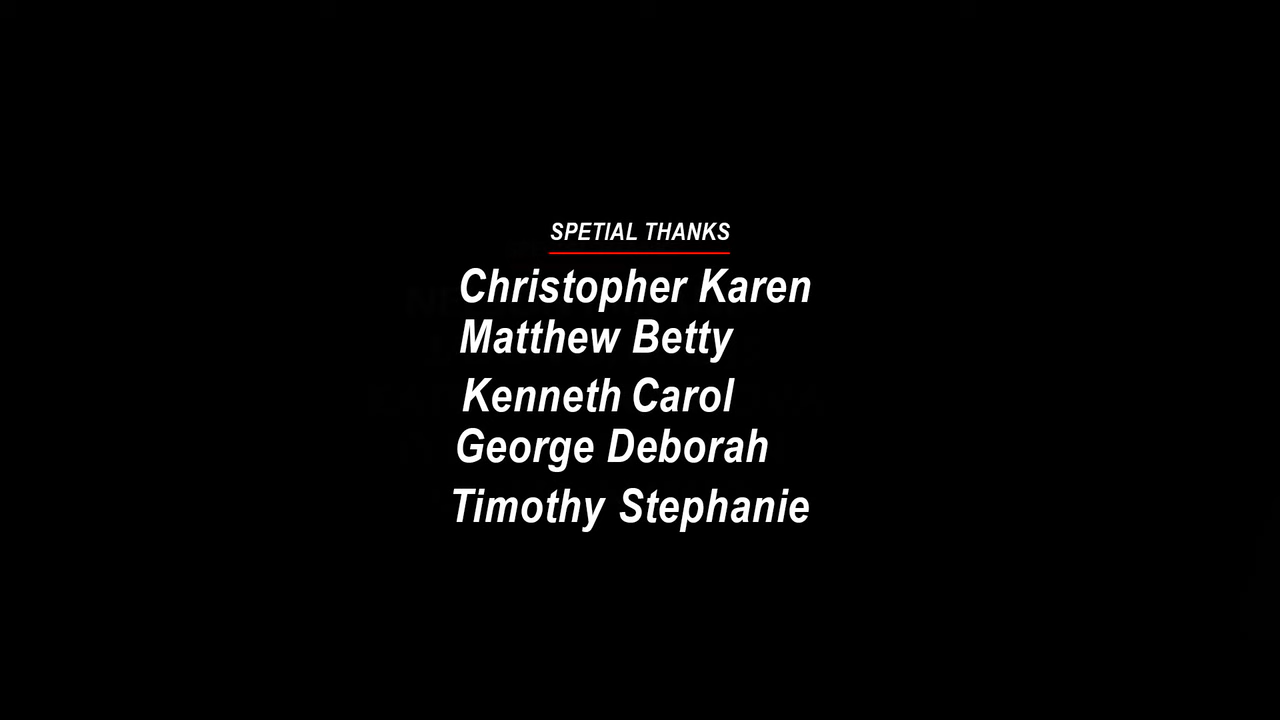 SPETIAL THANKS
Christopher Karen
Matthew Betty
Kenneth Carol
George Deborah
Timothy Stephanie